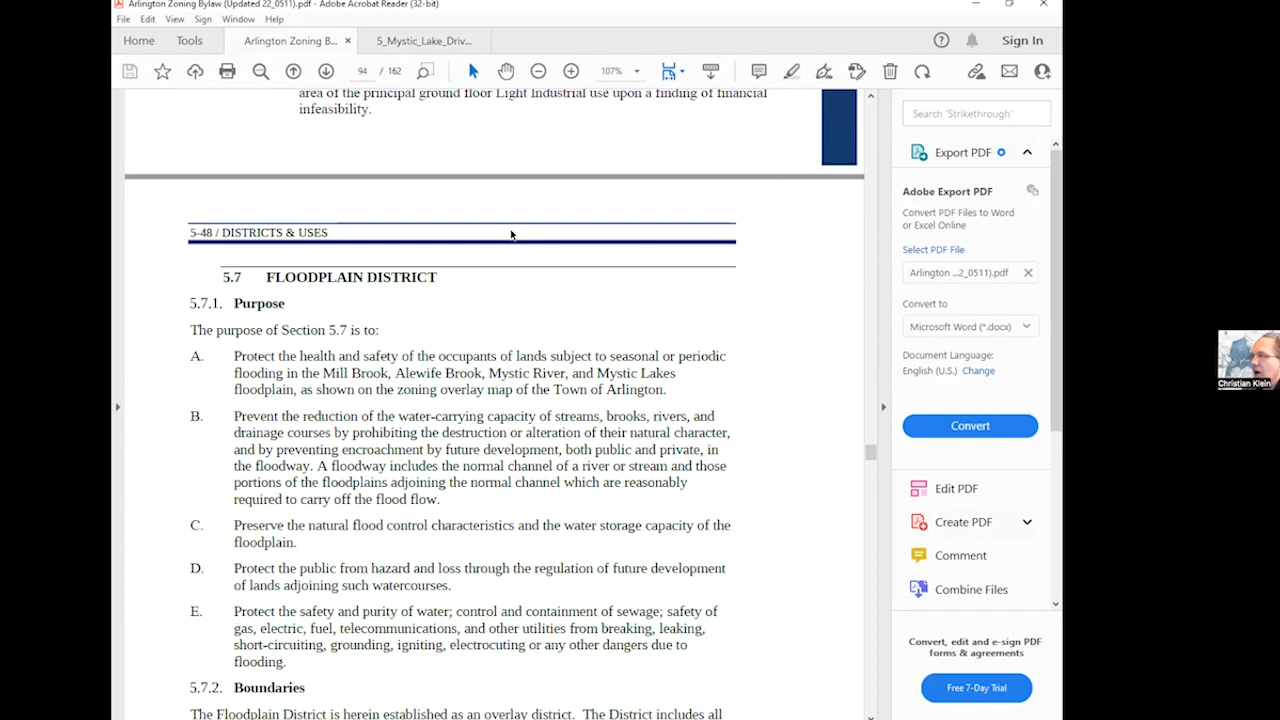 Arlington Zoning Bylaw (Updated 22_0511).pdf - Adobe Acrobat Reader (32-bit)
File Edit View Sign Window Help
Home Tools Arlington Zoning B... × 5_Mystic_Lake_Driv... Sign In
94 / 162 107%
area of the principal ground floor Light Industrial use upon a finding of financial
infeasibility.
5-48 / DISTRICTS & USES
5.7 FLOODPLAIN DISTRICT
5.7.1. Purpose
The purpose of Section 5.7 is to:
A. Protect the health and safety of the occupants of lands subject to seasonal or periodic
flooding in the Mill Brook, Alewife Brook, Mystic River, and Mystic Lakes
floodplain, as shown on the zoning overlay map of the Town of Arlington.
B. Prevent the reduction of the water-carrying capacity of streams, brooks, rivers, and
drainage courses by prohibiting the destruction or alteration of their natural character,
and by preventing encroachment by future development, both public and private, in
the floodway. A floodway includes the normal channel of a river or stream and those
portions of the floodplains adjoining the normal channel which are reasonably
required to carry off the flood flow.
C. Preserve the natural flood control characteristics and the water storage capacity of the
floodplain.
D. Protect the public from hazard and loss through the regulation of future development
of lands adjoining such watercourses.
E. Protect the safety and purity of water; control and containment of sewage; safety of
gas, electric, fuel, telecommunications, and other utilities from breaking, leaking,
short-circuiting, grounding, igniting, electrocuting or any other dangers due to
flooding.
5.7.2. Boundaries
The Floodplain District is herein established as an overlay district. The District includes all
Search 'Strikethrough'
Export PDF
Adobe Export PDF
Convert PDF Files to Word
or Excel Online
Select PDF File
Arlington ...2_0511).pdf
Convert to
Microsoft Word (*.docx)
Document Language:
English (U.S.) Change
Convert
Edit PDF
Create PDF
Comment
Combine Files
Convert, edit and e-sign PDF
forms & agreements
Free 7-Day Trial
Christian Klein